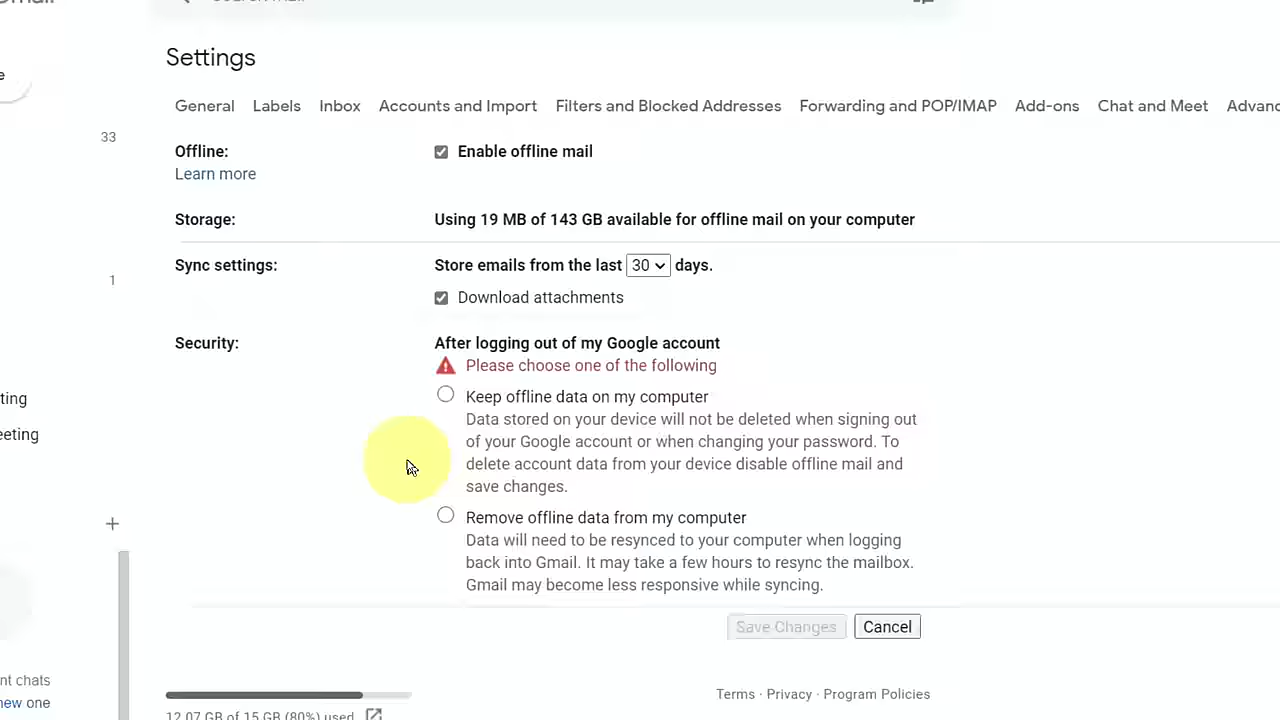 Settings
General Labels Inbox Accounts and Import Filters and Blocked Addresses Forwarding and POP/IMAP Add-ons Chat and Meet Advanc
e
33
Offline:
Enable offline mail
Learn more
Storage:
Using 19 MB of 143 GB available for offline mail on your computer
Sync settings:
Store emails from the last 30 days.
1
Download attachments
Security:
After logging out of my Google account
Please choose one of the following
Keep offline data on my computer
ting
Data stored on your device will not be deleted when signing out
eeting
of your Google account or when changing your password. To
delete account data from your device disable offline mail and
save changes.
Remove offline data from my computer
Data will need to be resynced to your computer when logging
back into Gmail. It may take a few hours to resync the mailbox.
Gmail may become less responsive while syncing.
Save Changes Cancel
nt chats
new one
Terms · Privacy · Program Policies
12.07 GB of 15 GB (80%) used